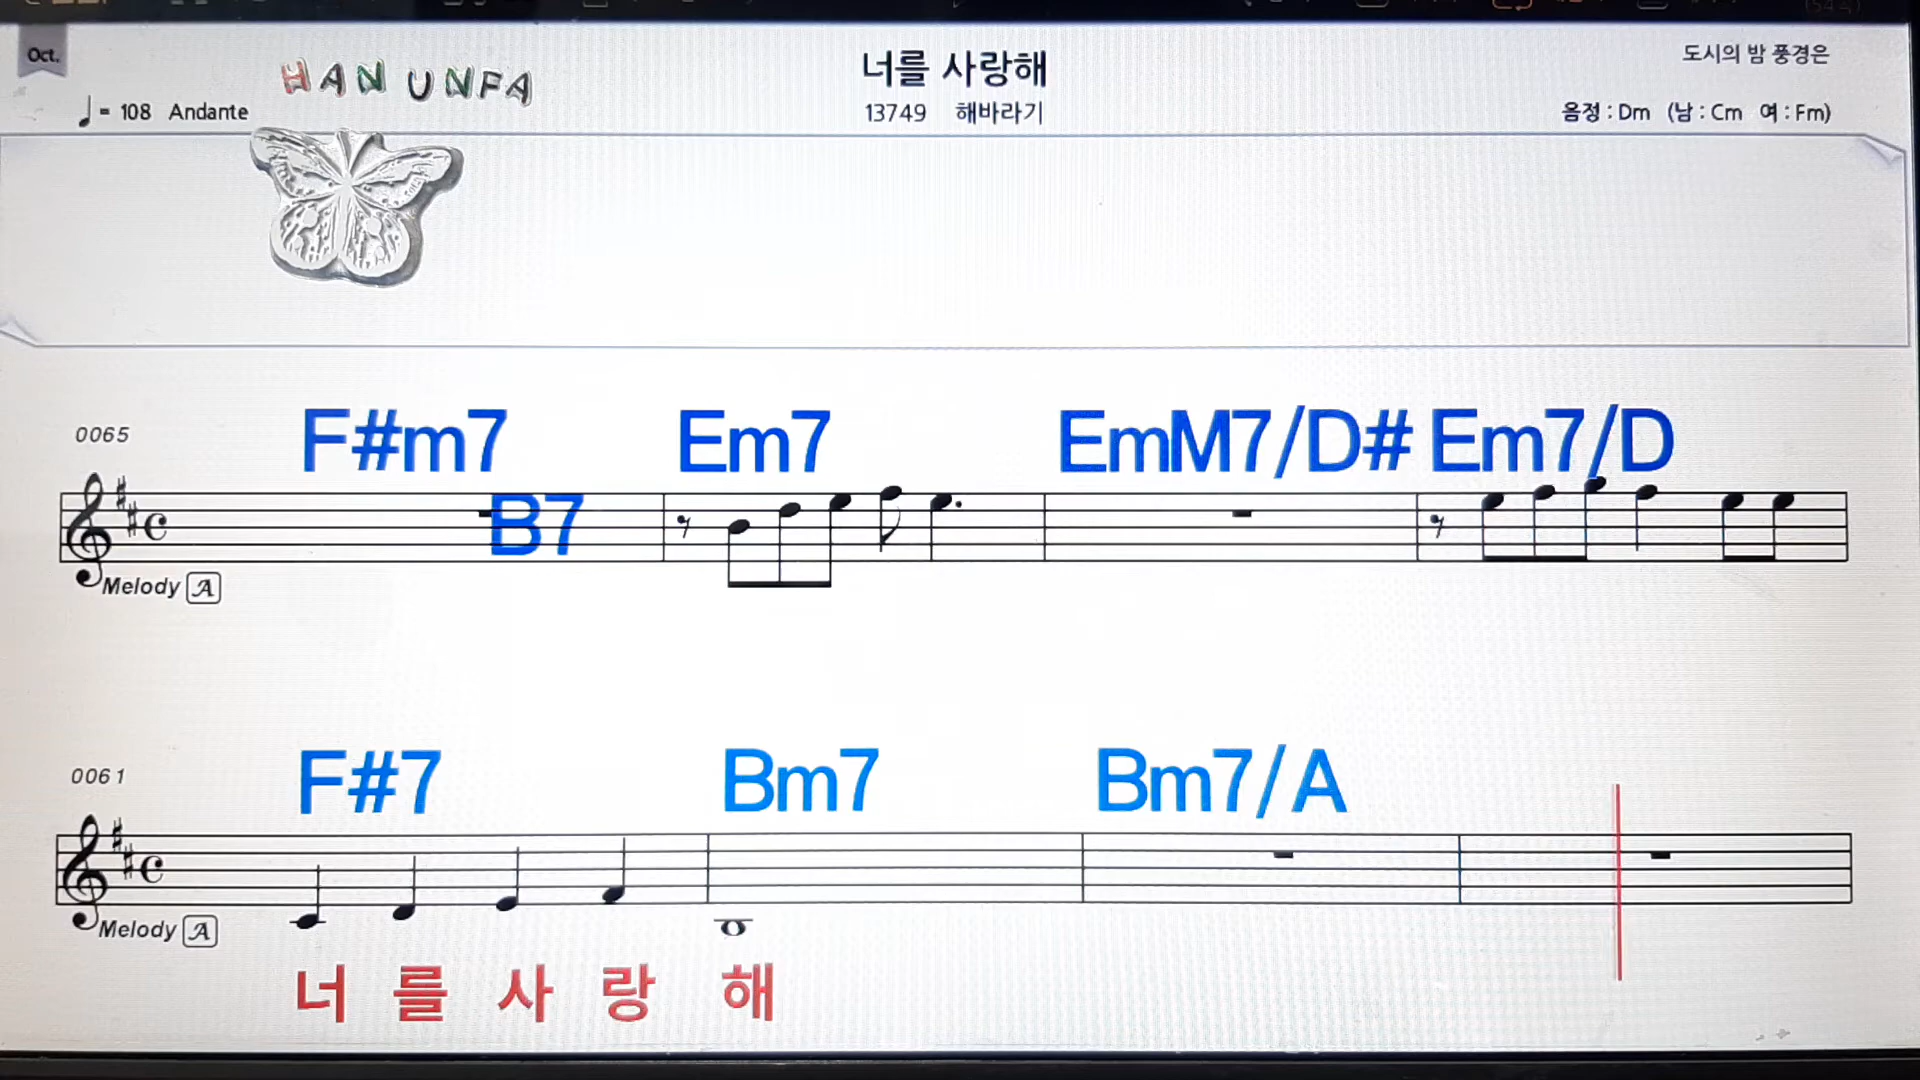 Oct.
HAN UNFA
너를 사랑해
도시의 밤 풍경은
= 108 Andante
13749 해바라기
음정 : Dm (남 : Cm 여 : Fm)
0065
F#m7 Em7 EmM7/D# Em7/D
B7
Melody A
0061
F#7 Bm7 Bm7/A
Melody A
너 를 사 랑 해